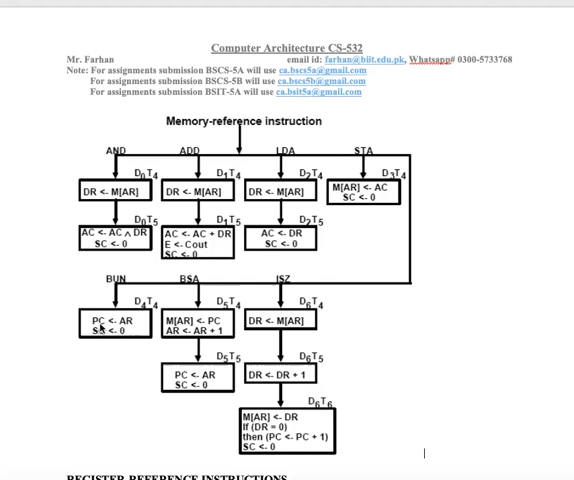 Computer Architecture CS-532
Mr. Farhan email id: farhan@biit.edu.pk, Whatsapp# 0300-5733768
Note: For assignments submission BSCS-5A will use ca.bscs5a@gmail.com
For assignments submission BSCS-5B will use ca.bscs5b@gmail.com
For assignments submission BSIT-5A will use ca.bsit5a@gmail.com
Memory-reference instruction
AND ADD LDA STA
D0T4 D1T4 D2T4 D3T4
DR <- M[AR] DR <- M[AR] DR <- M[AR] M[AR] <- AC
SC <- 0
D0T5 D1T5 D2T5
AC <- AC ∧ DR AC <- AC + DR AC <- DR
SC <- 0 E <- Cout SC <- 0
SC <- 0
BUN BSA ISZ
D4T4 D5T4 D6T4
PC <- AR M[AR] <- PC DR <- M[AR]
SC <- 0 AR <- AR + 1
D5T5 D6T5
PC <- AR DR <- DR + 1
SC <- 0
D6T6
M[AR] <- DR
If (DR = 0)
then (PC <- PC + 1)
SC <- 0
REGISTER-REFERENCE INSTRUCTIONS